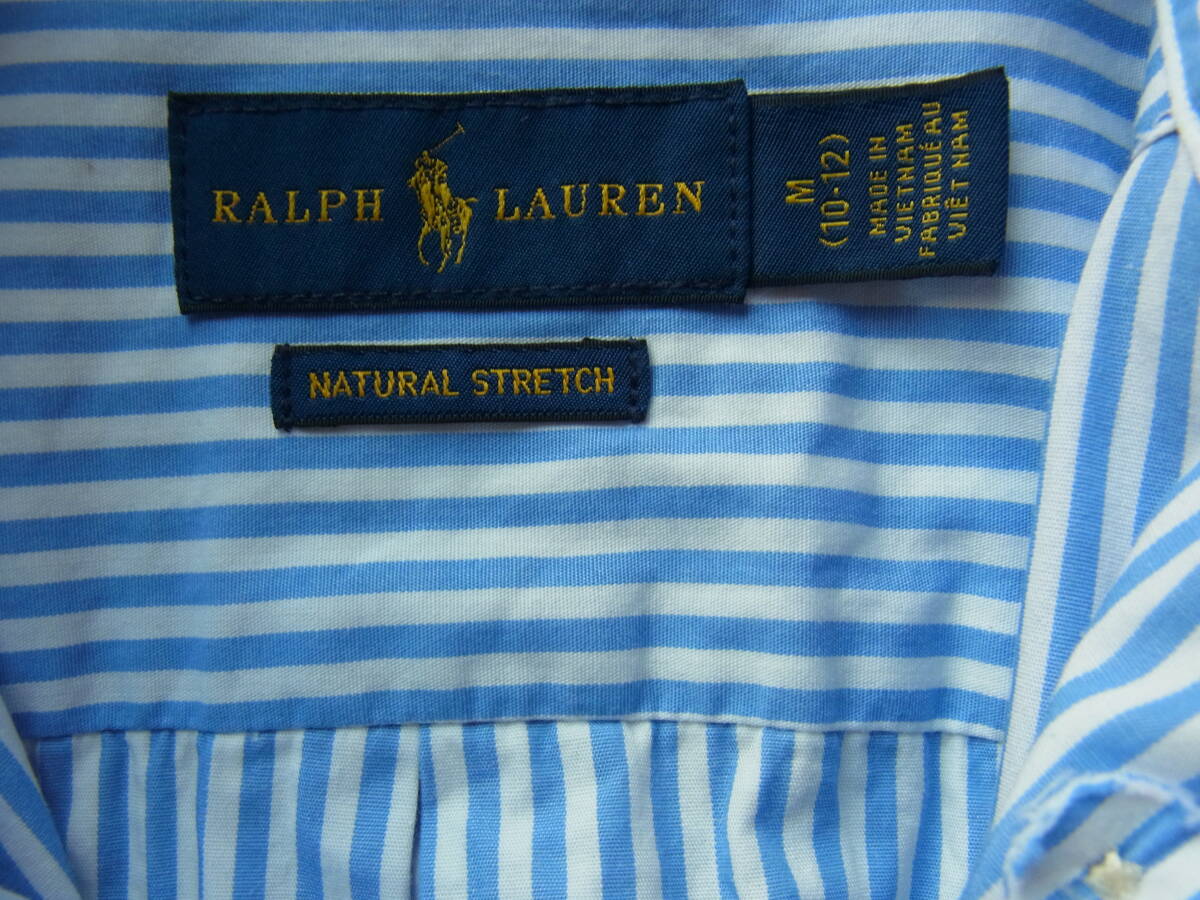 RALPH LAUREN
M
(10-12)
MADE IN
VIETNAM
FABRIQUÉ AU
VIÊT NAM
NATURAL STRETCH